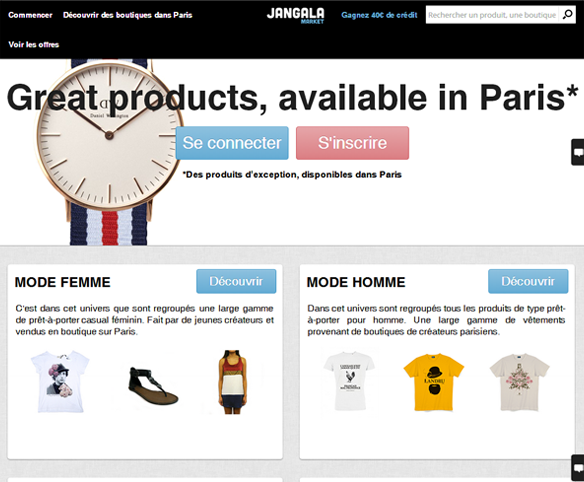 Commencer Découvrir des boutiques dans Paris
JANGALA
MARKET
Gagnez 40€ de crédit
Rechercher un produit, une boutique
Voir les offres
Daniel Wellington
Great products, available in Paris*
Se connecter S'inscrire
*Des produits d'exception, disponibles dans Paris
MODE FEMME
Découvrir
C'est dans cet univers que sont regroupés une large gamme
de prêt-à-porter casual féminin. Fait par de jeunes créateurs et
vendus en boutique sur Paris.
MODE HOMME
Découvrir
Dans cet univers sont regroupés tous les produits de type prêt-
à-porter pour homme. Une large gamme de vêtements
provenant de boutiques de créateurs parisiens.
LANDRU